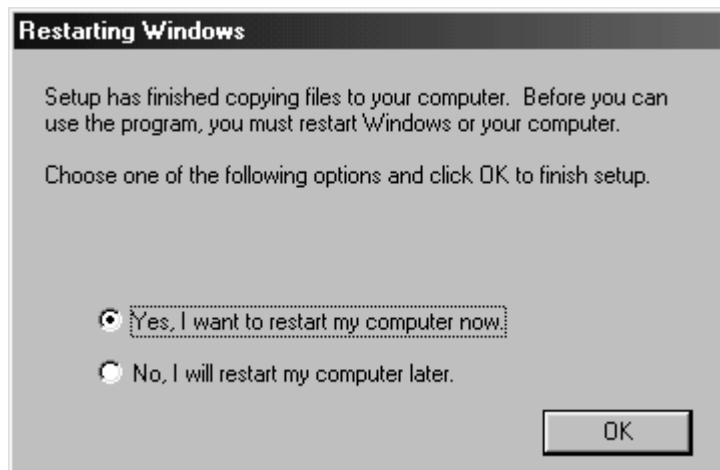 Restarting Windows
Setup has finished copying files to your computer.  Before you can
use the program, you must restart Windows or your computer.
Choose one of the following options and click OK to finish setup.
Yes, I want to restart my computer now.
No, I will restart my computer later.
OK